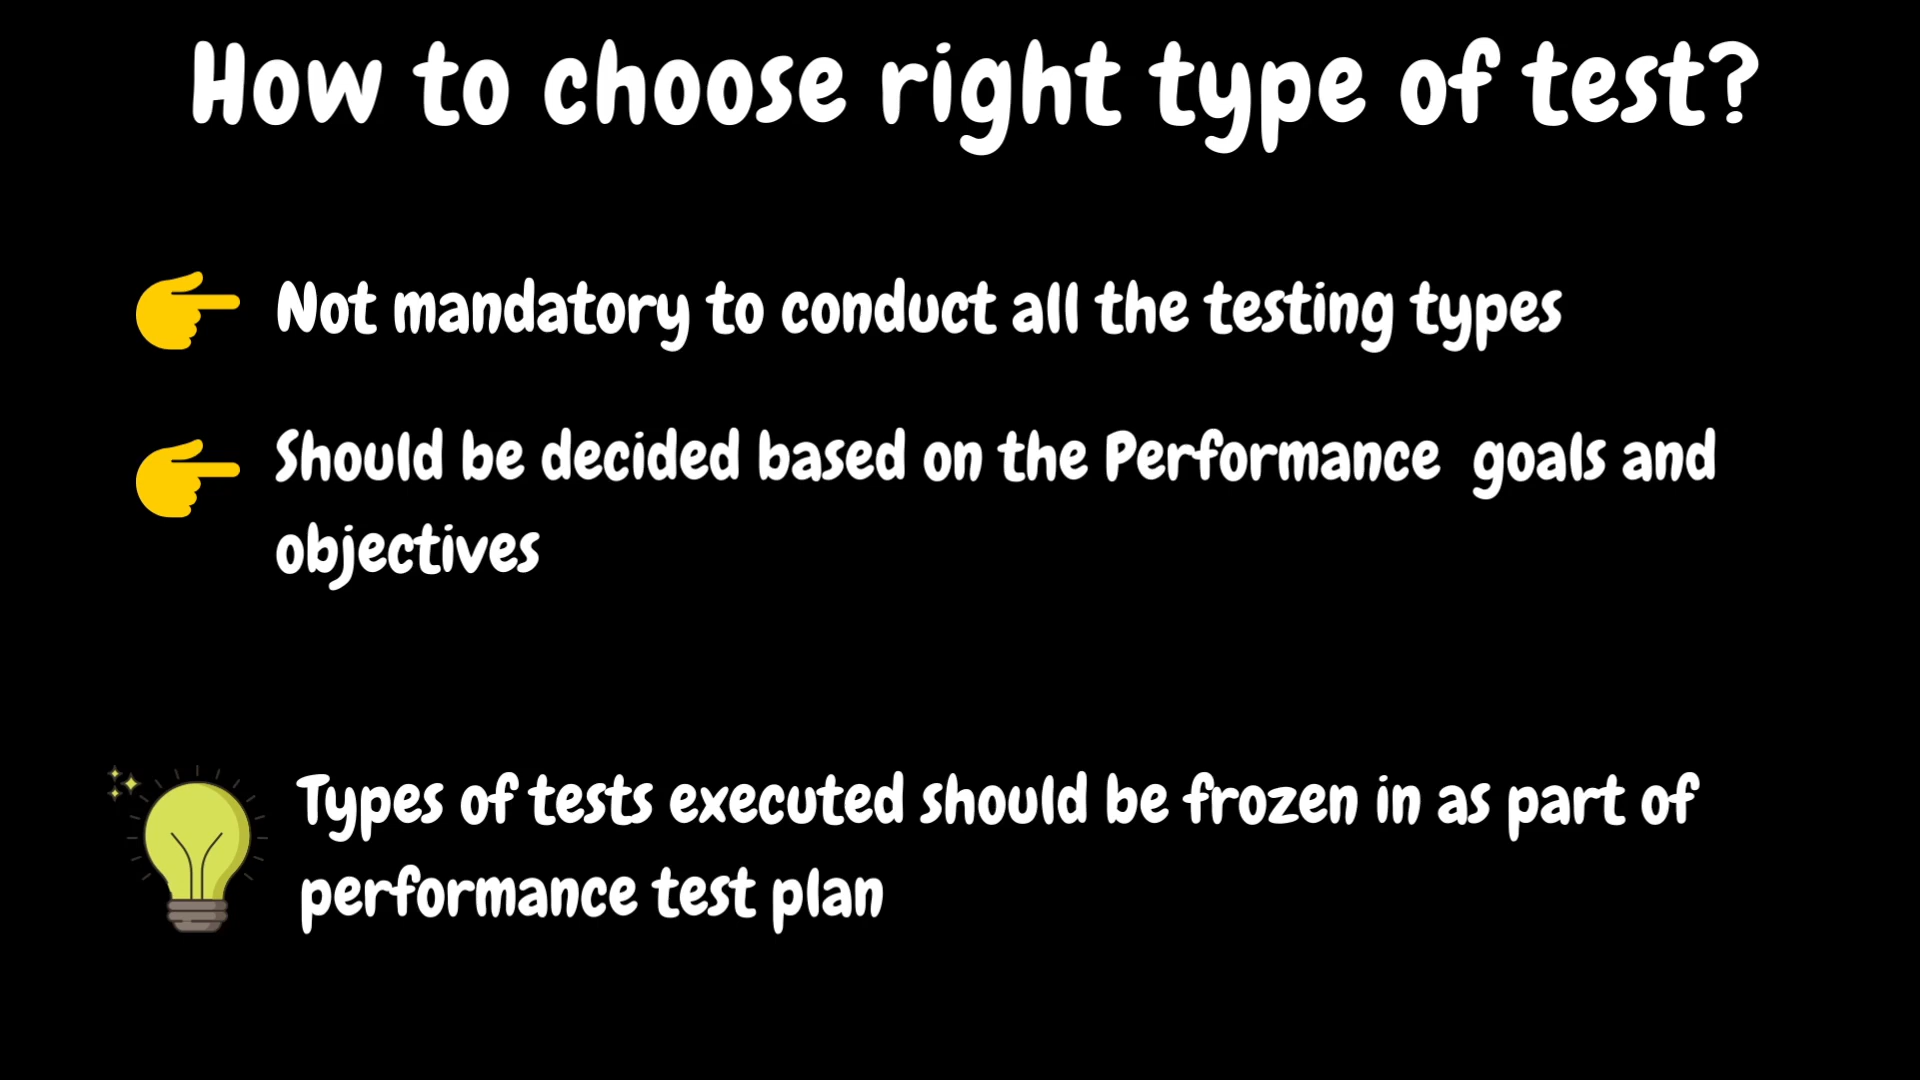 How to choose right type of test?
Not mandatory to conduct all the testing types
Should be decided based on the Performance  goals and
objectives
Types of tests executed should be frozen in as part of
performance test plan